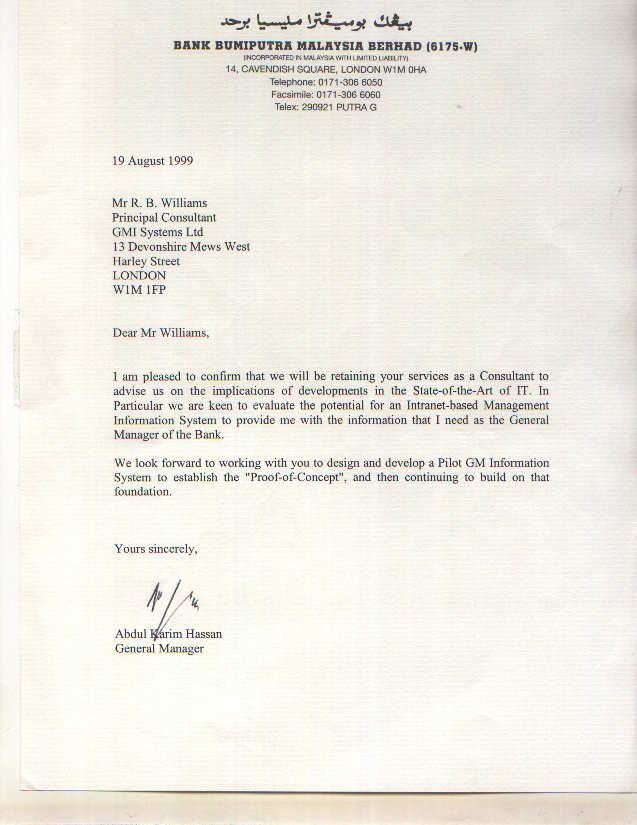 بيڤك بوميڤوترا مليسيا برحد
BANK BUMIPUTRA MALAYSIA BERHAD (6175-W)
(INCORPORATED IN MALAYSIA WITH LIMITED LIABILITY)
14, CAVENDISH SQUARE, LONDON W1M 0HA
Telephone: 0171-306 6050
Facsimile: 0171-306 6060
Telex: 290921 PUTRA G
19 August 1999
Mr R. B. Williams
Principal Consultant
GMI Systems Ltd
13 Devonshire Mews West
Harley Street
LONDON
W1M 1FP
Dear Mr Williams,
I am pleased to confirm that we will be retaining your services as a Consultant to
advise us on the implications of developments in the State-of-the-Art of IT. In
Particular we are keen to evaluate the potential for an Intranet-based Management
Information System to provide me with the information that I need as the General
Manager of the Bank.
We look forward to working with you to design and develop a Pilot GM Information
System to establish the "Proof-of-Concept", and then continuing to build on that
foundation.
Yours sincerely,
Abdul Karim Hassan
General Manager